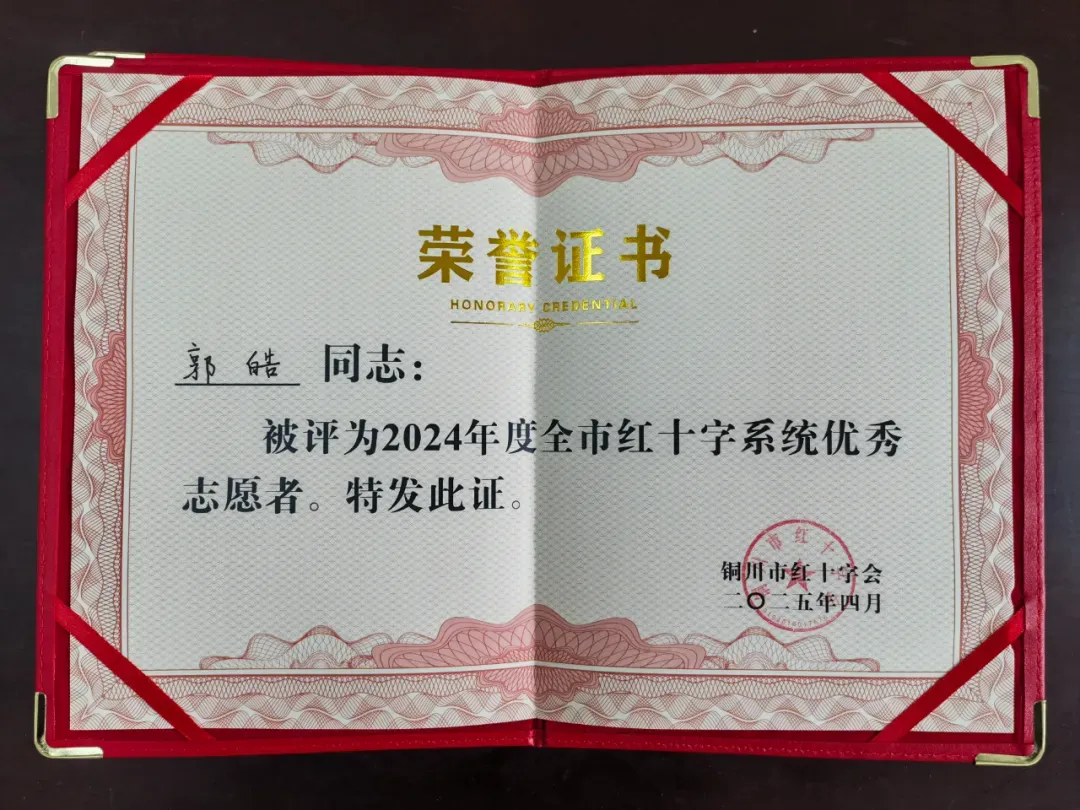 荣誉证书
HONORARY CREDENTIAL
郭皓 同志:
被评为2024年度全市红十字系统优秀
志愿者。特发此证。
铜川市红十字会
二〇二五年四月